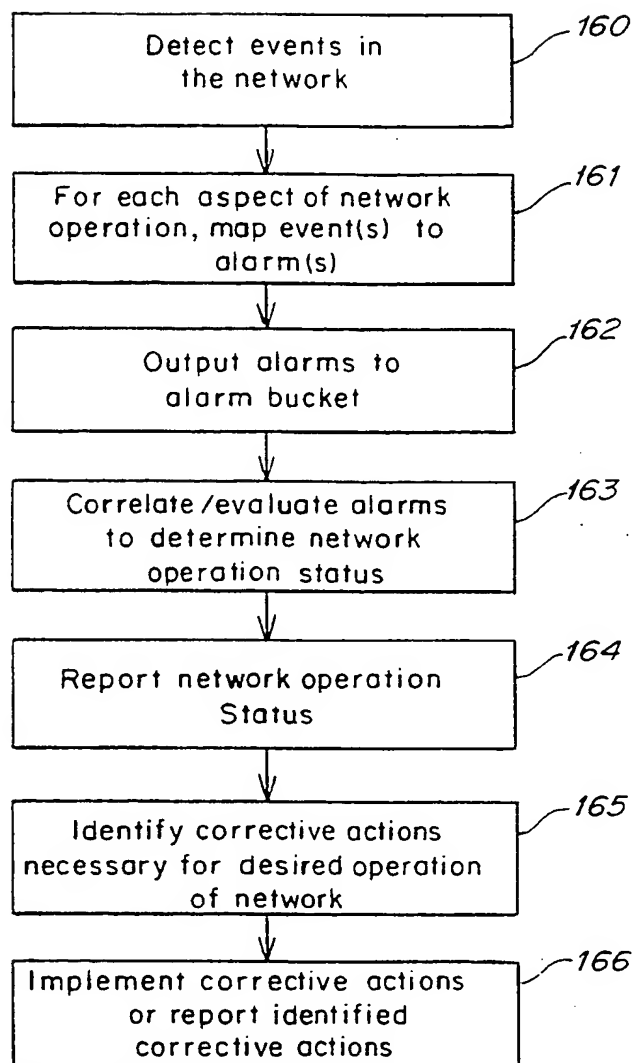 Detect events in
the network
160
For each aspect of network
operation, map event(s) to
alarm(s)
161
Output alarms to
alarm bucket
162
Correlate/evaluate alarms
to determine network
operation status
163
Report network operation
Status
164
Identify corrective actions
necessary for desired operation
of network
165
Implement corrective actions
or report identified
corrective actions
166